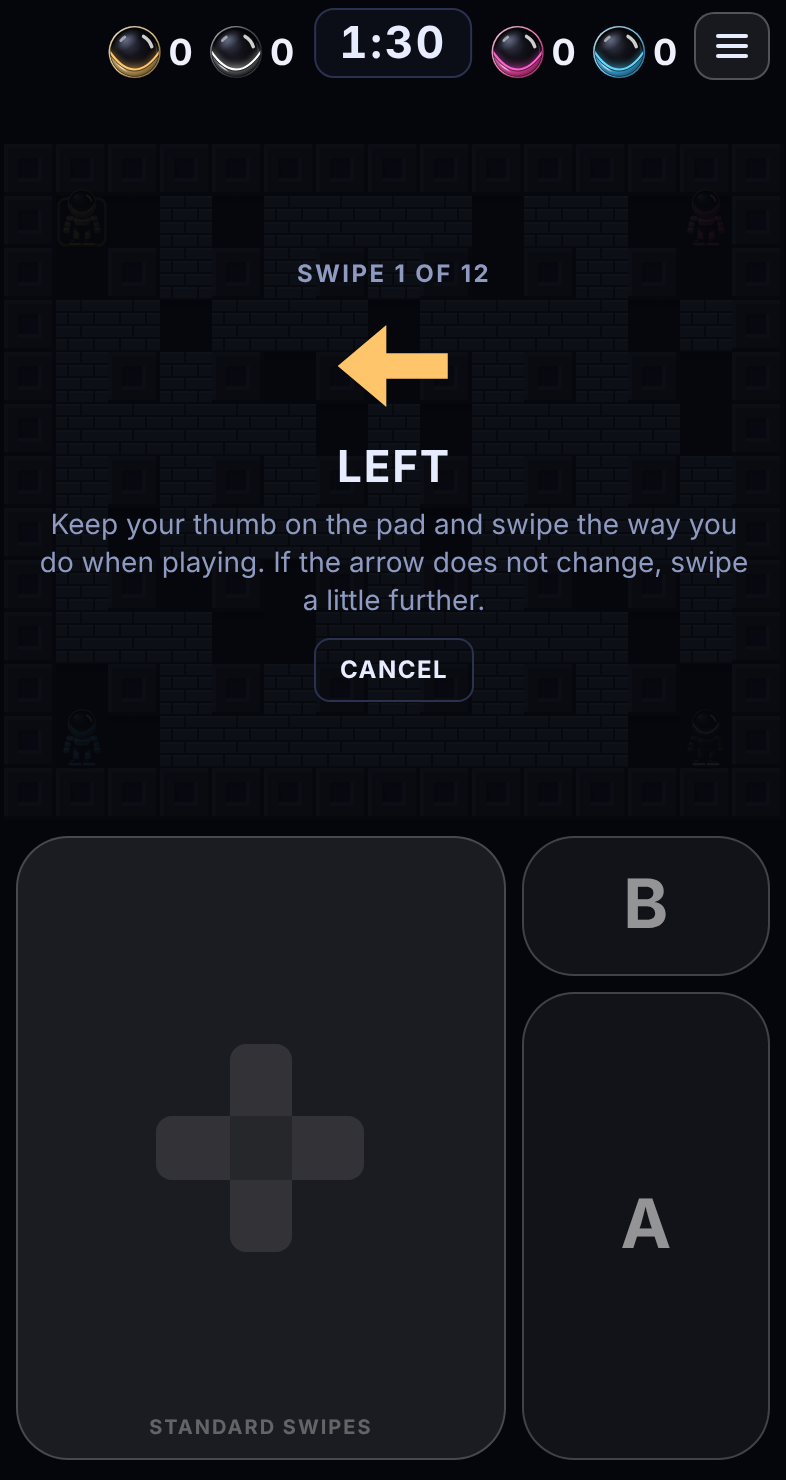 0 0 1:30 0 0
SWIPE 1 OF 12
LEFT
Keep your thumb on the pad and swipe the way you
do when playing. If the arrow does not change, swipe
a little further.
CANCEL
B
A
STANDARD SWIPES